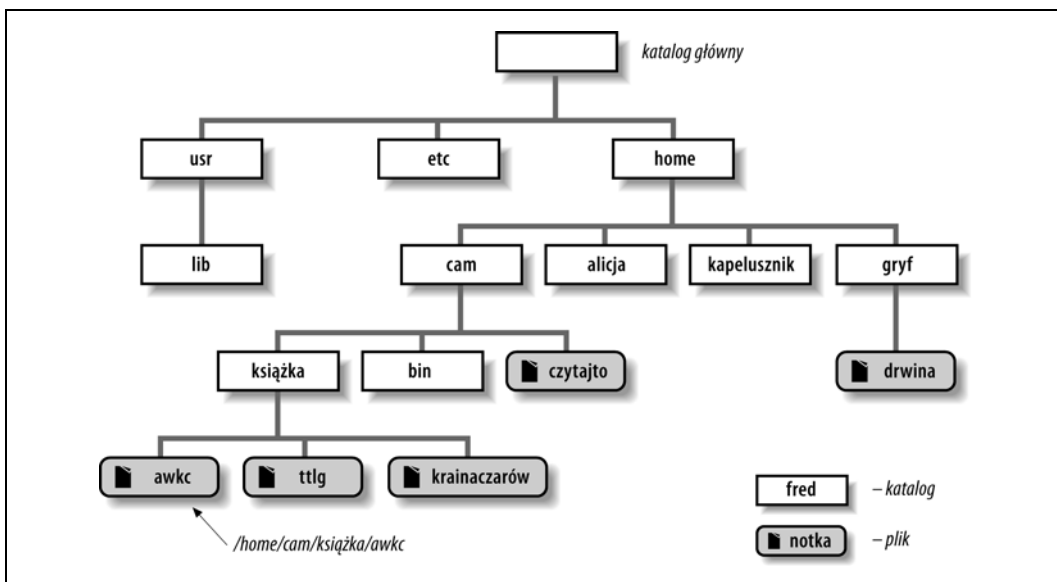 katalog główny
usr
etc
home
lib
cam
alicja
kapelusznik
gryf
książka
bin
czytajto
drwina
awkc
ttlg
krainaczarów
fred
– katalog
/home/cam/książka/awkc
notka
– plik